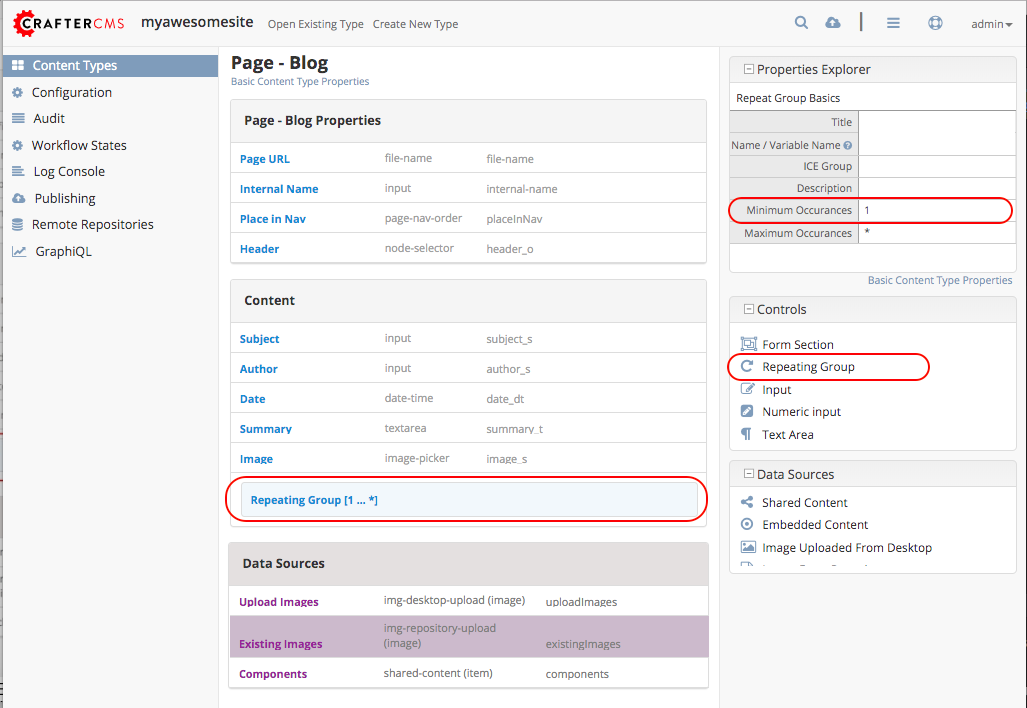 CRAFTERCMS myawesomesite Open Existing Type Create New Type admin
Content Types
Configuration
Audit
Workflow States
Log Console
Publishing
Remote Repositories
GraphiQL
Page - Blog
Basic Content Type Properties
Page - Blog Properties
Page URL file-name file-name
Internal Name input internal-name
Place in Nav page-nav-order placeInNav
Header node-selector header_o
Content
Subject input subject_s
Author input author_s
Date date-time date_dt
Summary textarea summary_t
Image image-picker image_s
Repeating Group [1 ... *]
Data Sources
Upload Images img-desktop-upload (image) uploadImages
img-repository-upload
Existing Images (image) existingImages
Components shared-content (item) components
Properties Explorer
Repeat Group Basics
Title
Name / Variable Name ?
ICE Group
Description
Minimum Occurances 1
Maximum Occurances *
Basic Content Type Properties
Controls
Form Section
Repeating Group
Input
Numeric input
Text Area
Data Sources
Shared Content
Embedded Content
Image Uploaded From Desktop